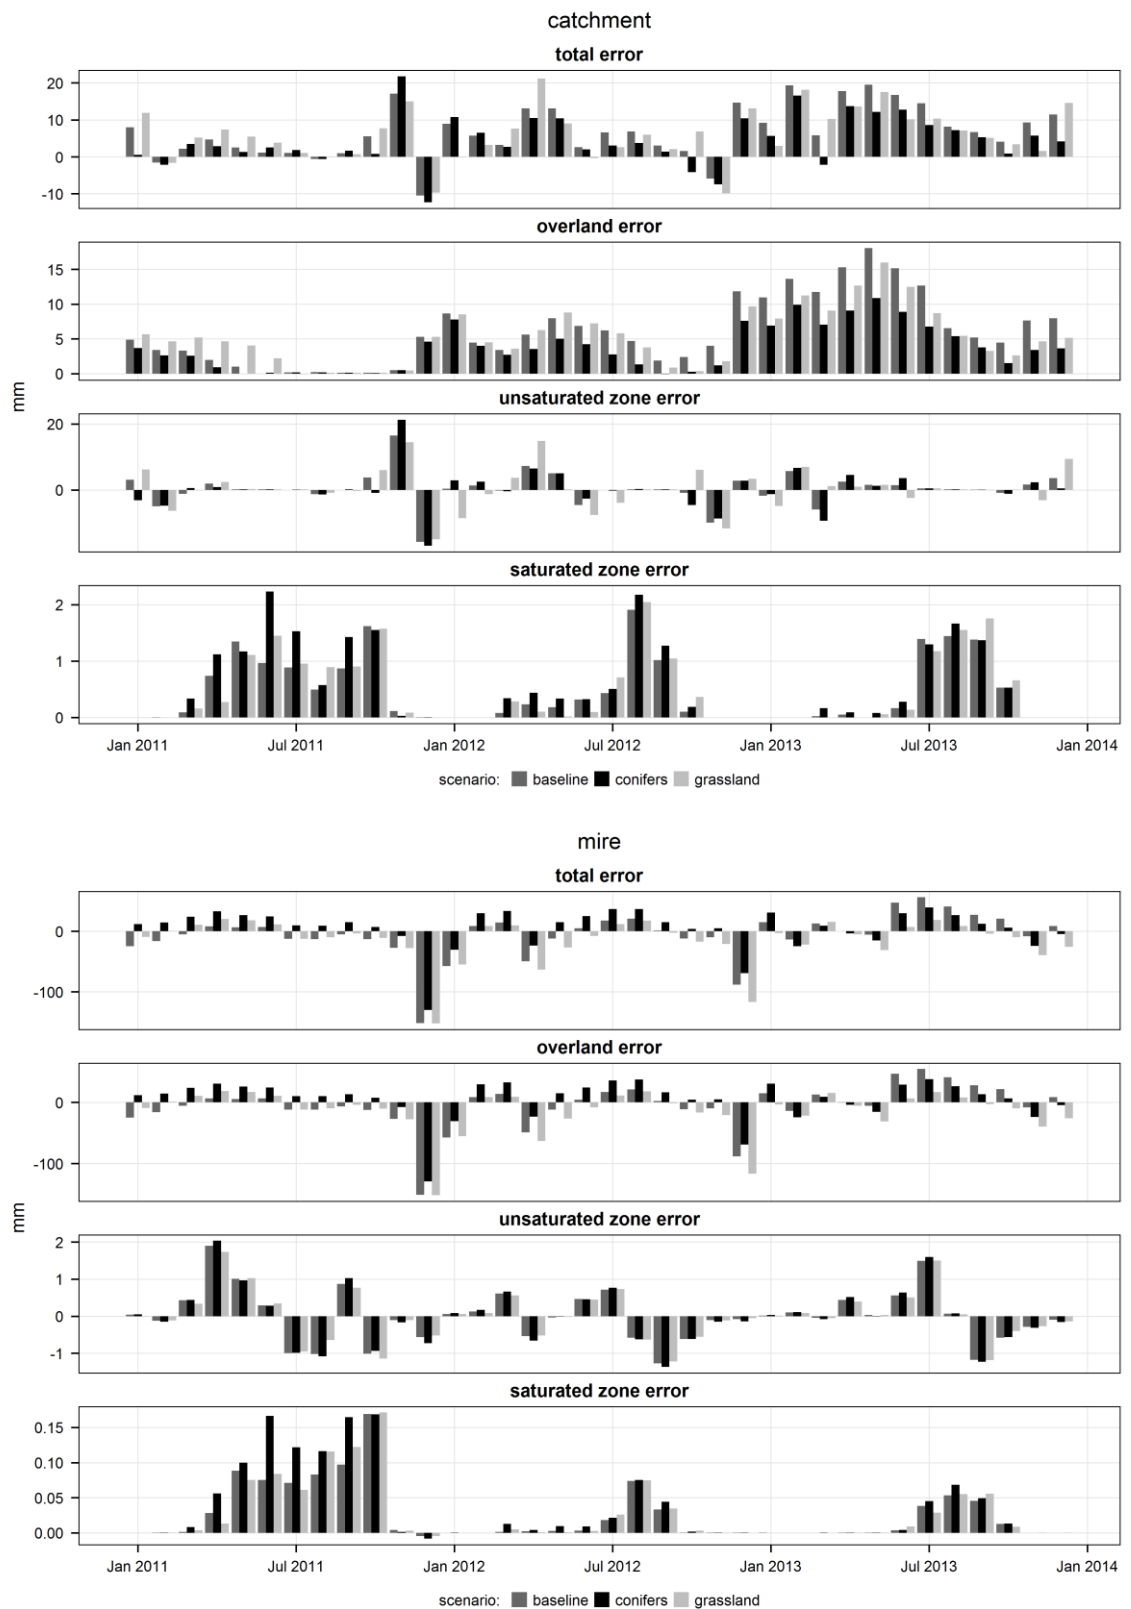 catchment
total error
20
10
0
-10
overland error
15
10
5
0
unsaturated zone error
20
0
saturated zone error
2
1
0
mm
Jan 2011 Jul 2011 Jan 2012 Jul 2012 Jan 2013 Jul 2013 Jan 2014
scenario: baseline conifers grassland
mire
total error
0
-100
overland error
0
-100
unsaturated zone error
2
1
0
-1
saturated zone error
0.15
0.10
0.05
0.00
mm
Jan 2011 Jul 2011 Jan 2012 Jul 2012 Jan 2013 Jul 2013 Jan 2014
scenario: baseline conifers grassland